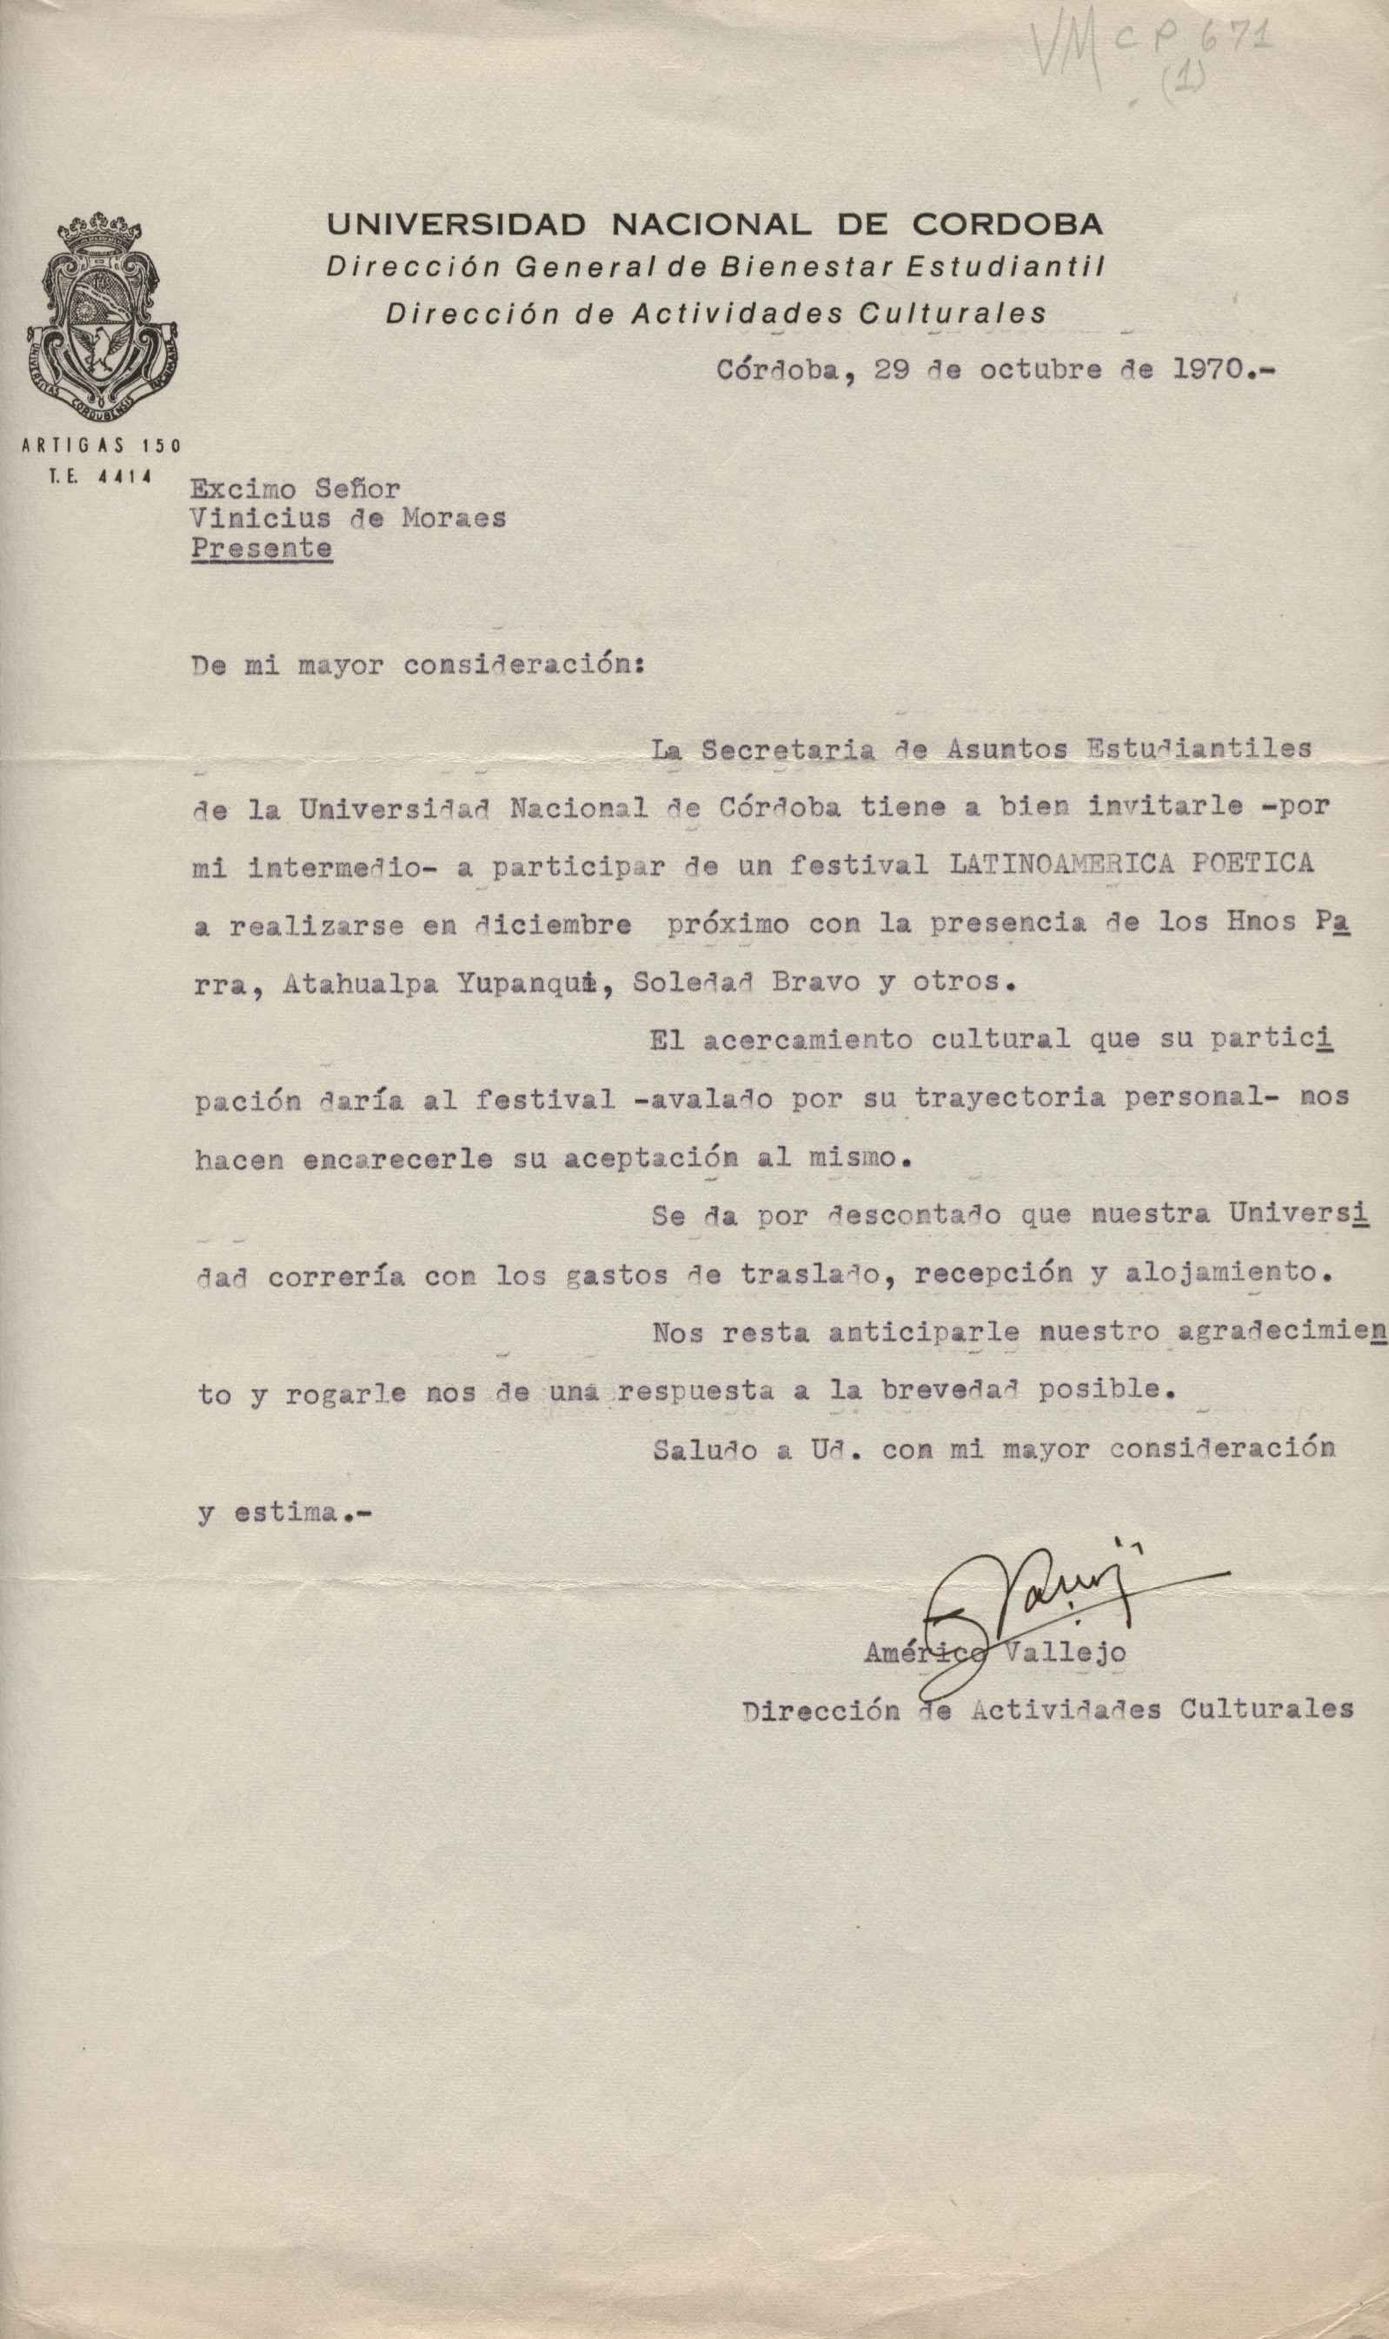 VM CP 671
(1)
UNIVERSIDAD NACIONAL DE CORDOBA
Dirección General de Bienestar Estudiantil
Dirección de Actividades Culturales
Córdoba, 29 de octubre de 1970.-
UNIVERSITAS CORDUBENSIS
ARTIGAS 150
T. E. 4414
Excimo Señor
Vinicius de Moraes
Presente
De mi mayor consideración:
La Secretaria de Asuntos Estudiantiles
de la Universidad Nacional de Córdoba tiene a bien invitarle -por
mi intermedio- a participar de un festival LATINOAMERICA POETICA
a realizarse en diciembre próximo con la presencia de los Hnos Pa
rra, Atahualpa Yupanqui, Soledad Bravo y otros.
El acercamiento cultural que su partici
pación daría al festival -avalado por su trayectoria personal- nos
hacen encarecerle su aceptación al mismo.
Se da por descontado que nuestra Universi
dad correría con los gastos de traslado, recepción y alojamiento.
Nos resta anticiparle nuestro agradecimien
to y rogarle nos de una respuesta a la brevedad posible.
Saludo a Ud. con mi mayor consideración
y estima.-
Américo Vallejo
Dirección de Actividades Culturales